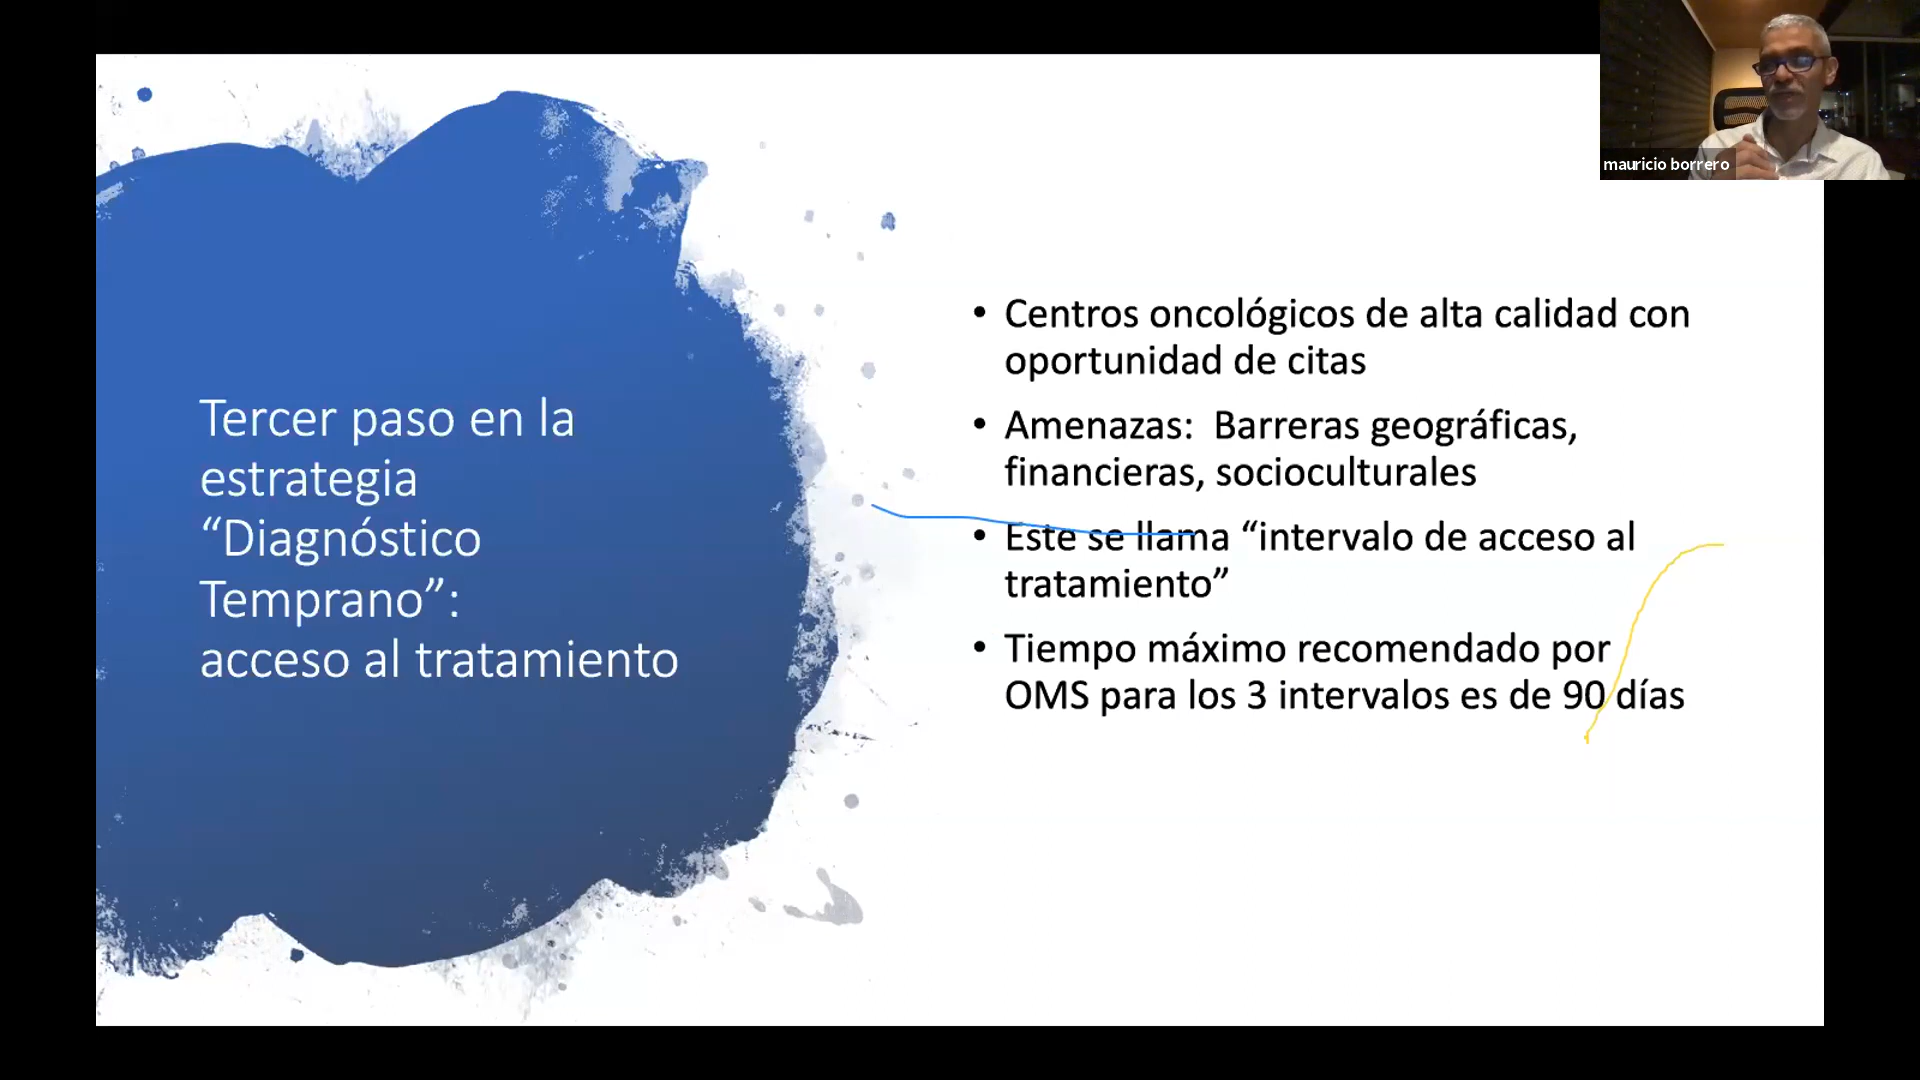 mauricio borrero
Tercer paso en la
estrategia
“Diagnóstico
Temprano”:
acceso al tratamiento
• Centros oncológicos de alta calidad con
oportunidad de citas
• Amenazas:  Barreras geográficas,
financieras, socioculturales
• Este se llama “intervalo de acceso al
tratamiento”
• Tiempo máximo recomendado por
OMS para los 3 intervalos es de 90 días